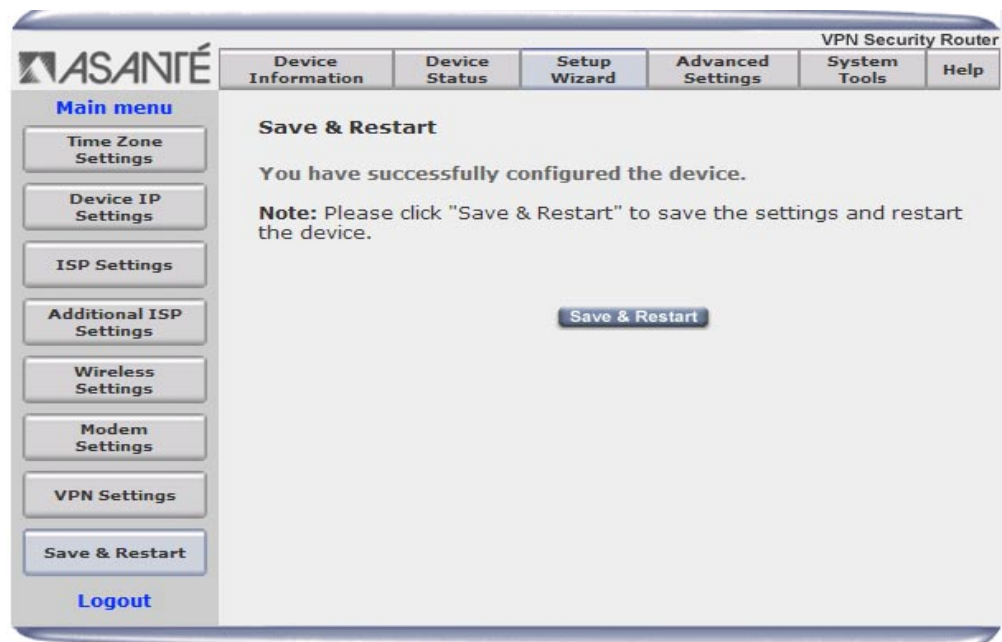 VPN Security Router
ASANTÉ
Device Information
Device Status
Setup Wizard
Advanced Settings
System Tools
Help
Main menu
Time Zone
Settings
Device IP
Settings
ISP Settings
Additional ISP
Settings
Wireless
Settings
Modem
Settings
VPN Settings
Save & Restart
Logout
Save & Restart
You have successfully configured the device.
Note: Please click "Save & Restart" to save the settings and restart
the device.
Save & Restart